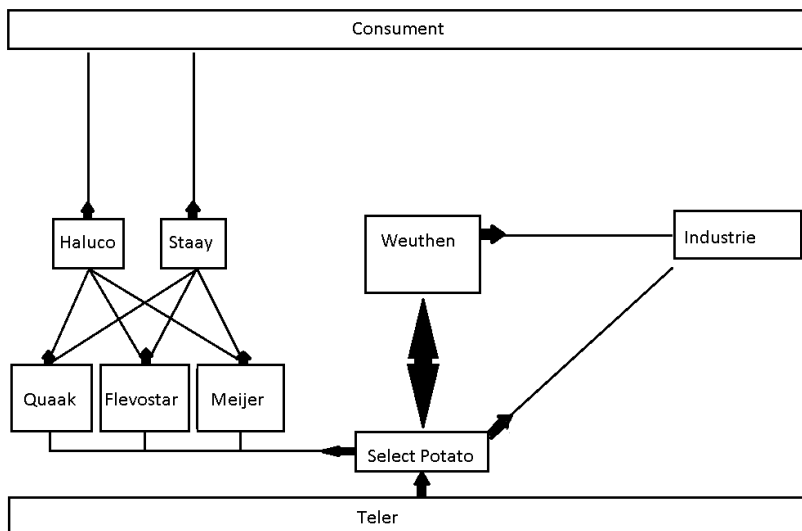 Consument
Haluco
Staay
Weuthen
Industrie
Quaak
Flevostar
Meijer
Select Potato
Teler